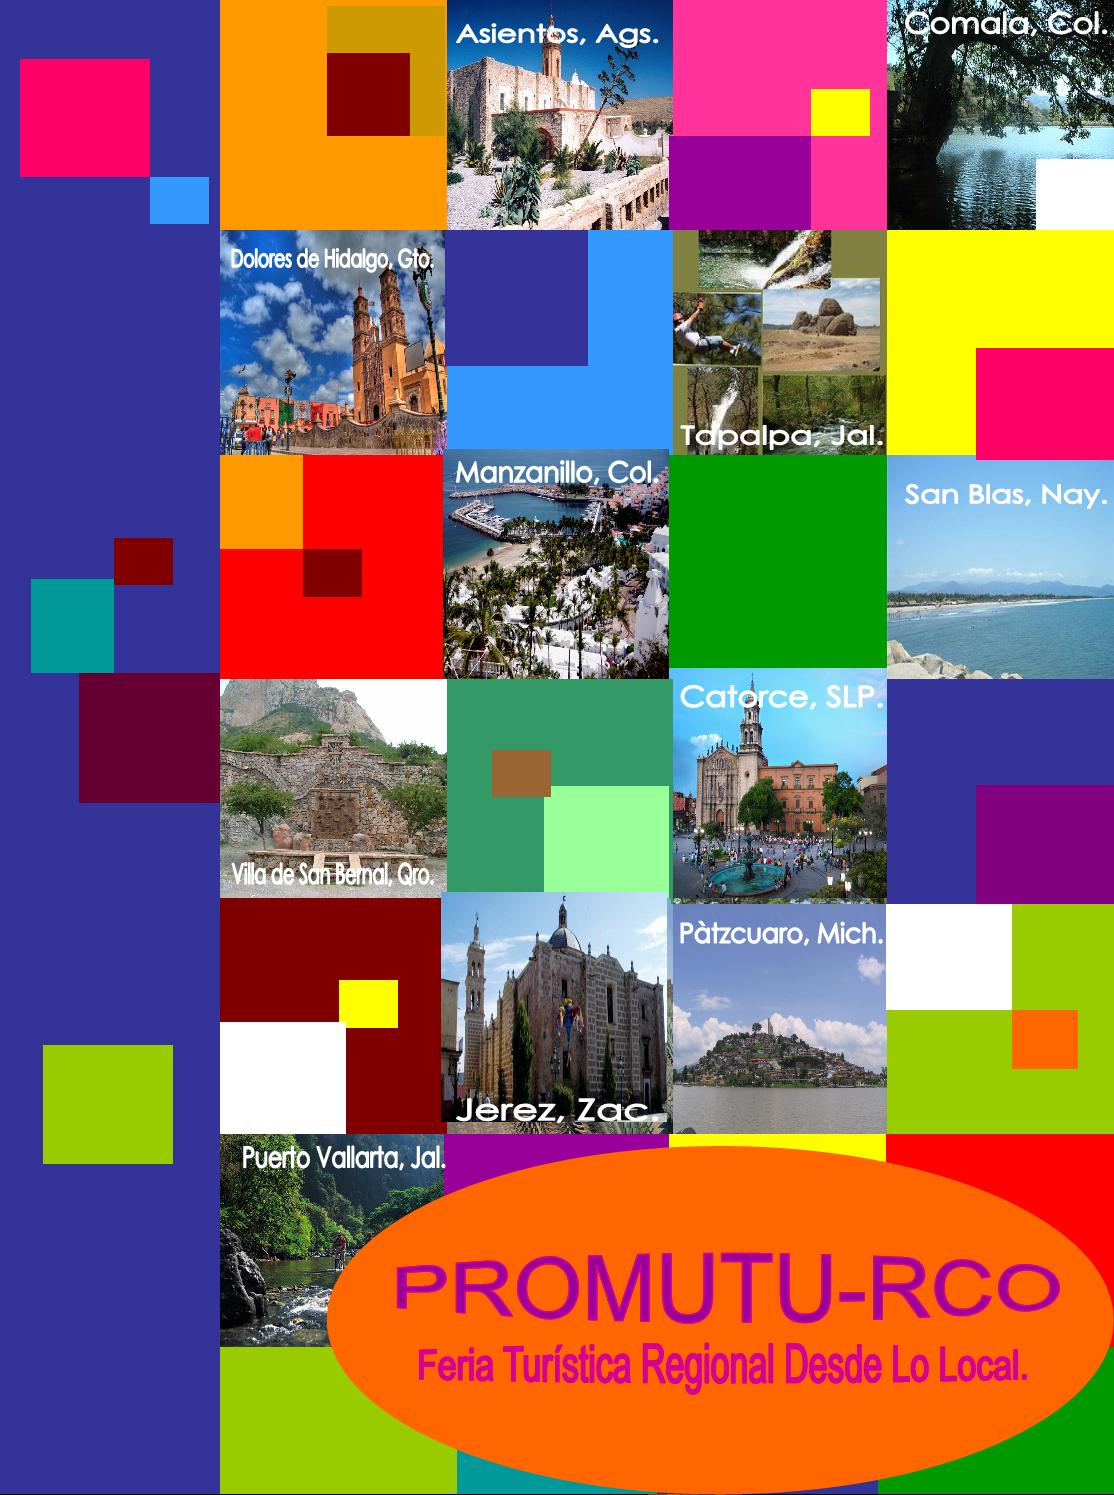 Asientos, Ags.
Comala, Col.
Dolores de Hidalgo, Gto.
Tapalpa, Jal.
Manzanillo, Col.
San Blas, Nay.
Catorce, SLP.
Villa de San Bernal, Qro.
Pàtzcuaro, Mich.
Jerez, Zac.
Puerto Vallarta, Jal.
PROMUTU-RCO
Feria Turística Regional Desde Lo Local.